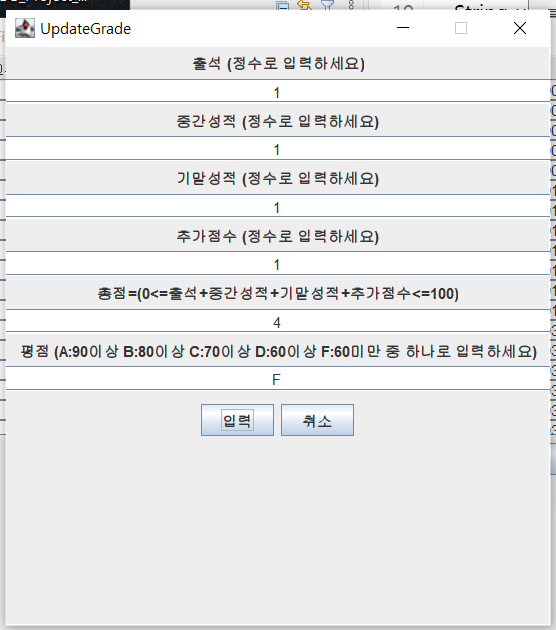 UpdateGrade
출석 (정수로 입력하세요)
1
중간성적 (정수로 입력하세요)
1
기말성적 (정수로 입력하세요)
1
추가점수 (정수로 입력하세요)
1
총점=(0<=출석+중간성적+기말성적+추가점수<=100)
4
평점 (A:90이상 B:80이상 C:70이상 D:60이상 F:60미만 중 하나로 입력하세요)
F
입력 취소